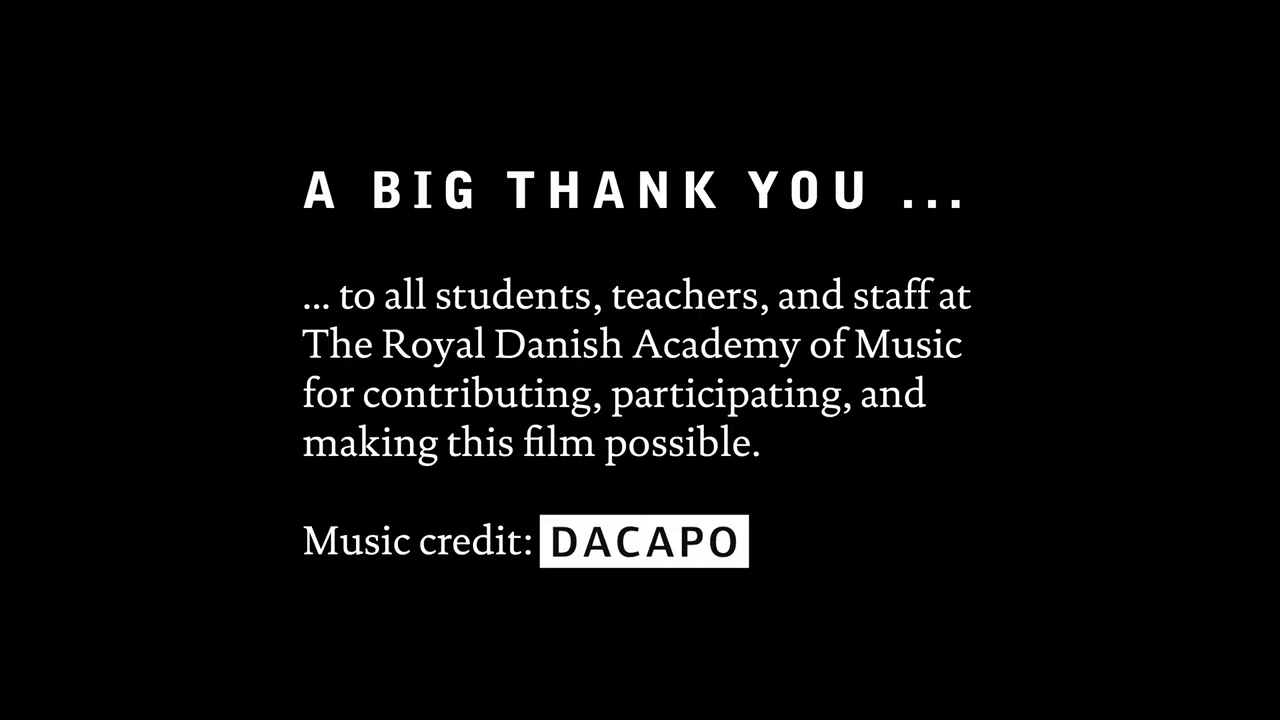 A BIG THANK YOU ...
... to all students, teachers, and staff at
The Royal Danish Academy of Music
for contributing, participating, and
making this film possible.
Music credit: DACAPO